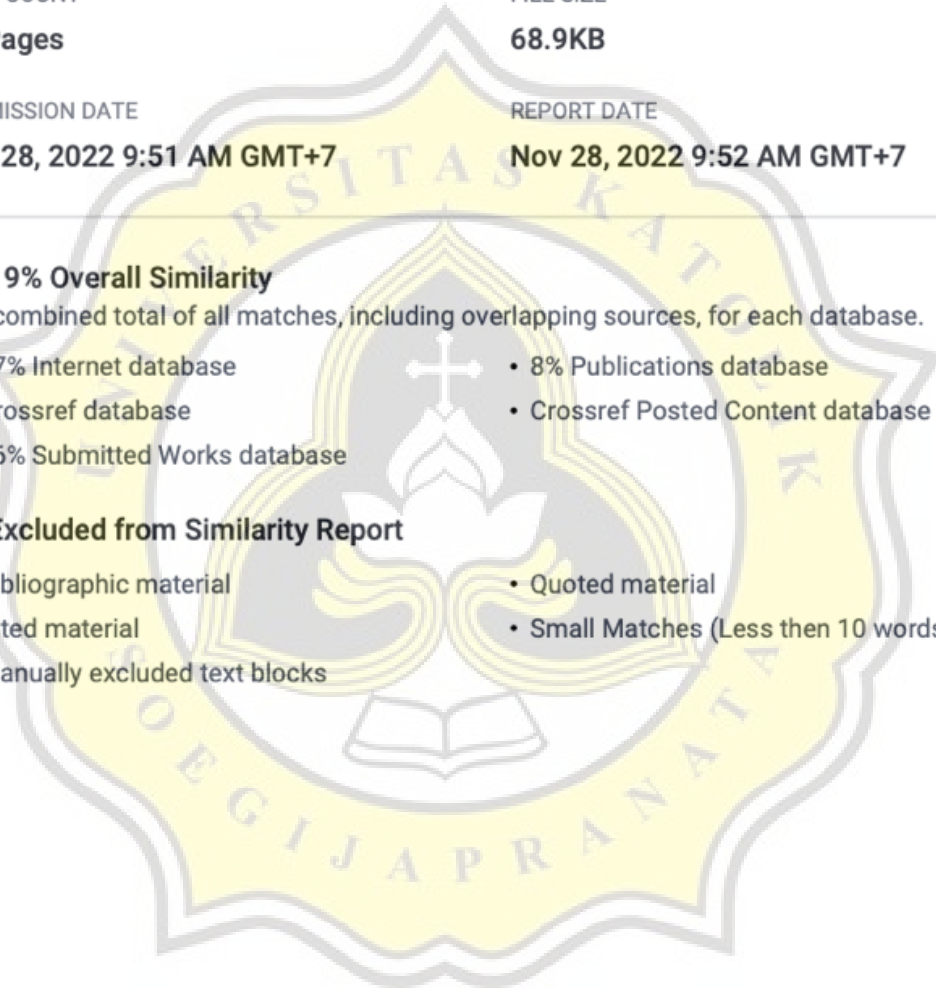 ages 68.9KB
ISSION DATE REPORT DATE
28, 2022 9:51 AM GMT+7 Nov 28, 2022 9:52 AM GMT+7
9% Overall Similarity
combined total of all matches, including overlapping sources, for each database.
7% Internet database • 8% Publications database
rossref database • Crossref Posted Content database
6% Submitted Works database
Excluded from Similarity Report
bliographic material • Quoted material
ted material • Small Matches (Less then 10 words
anually excluded text blocks
UNIVERSITAS KATOLIK
SOEGIJAPRANATA